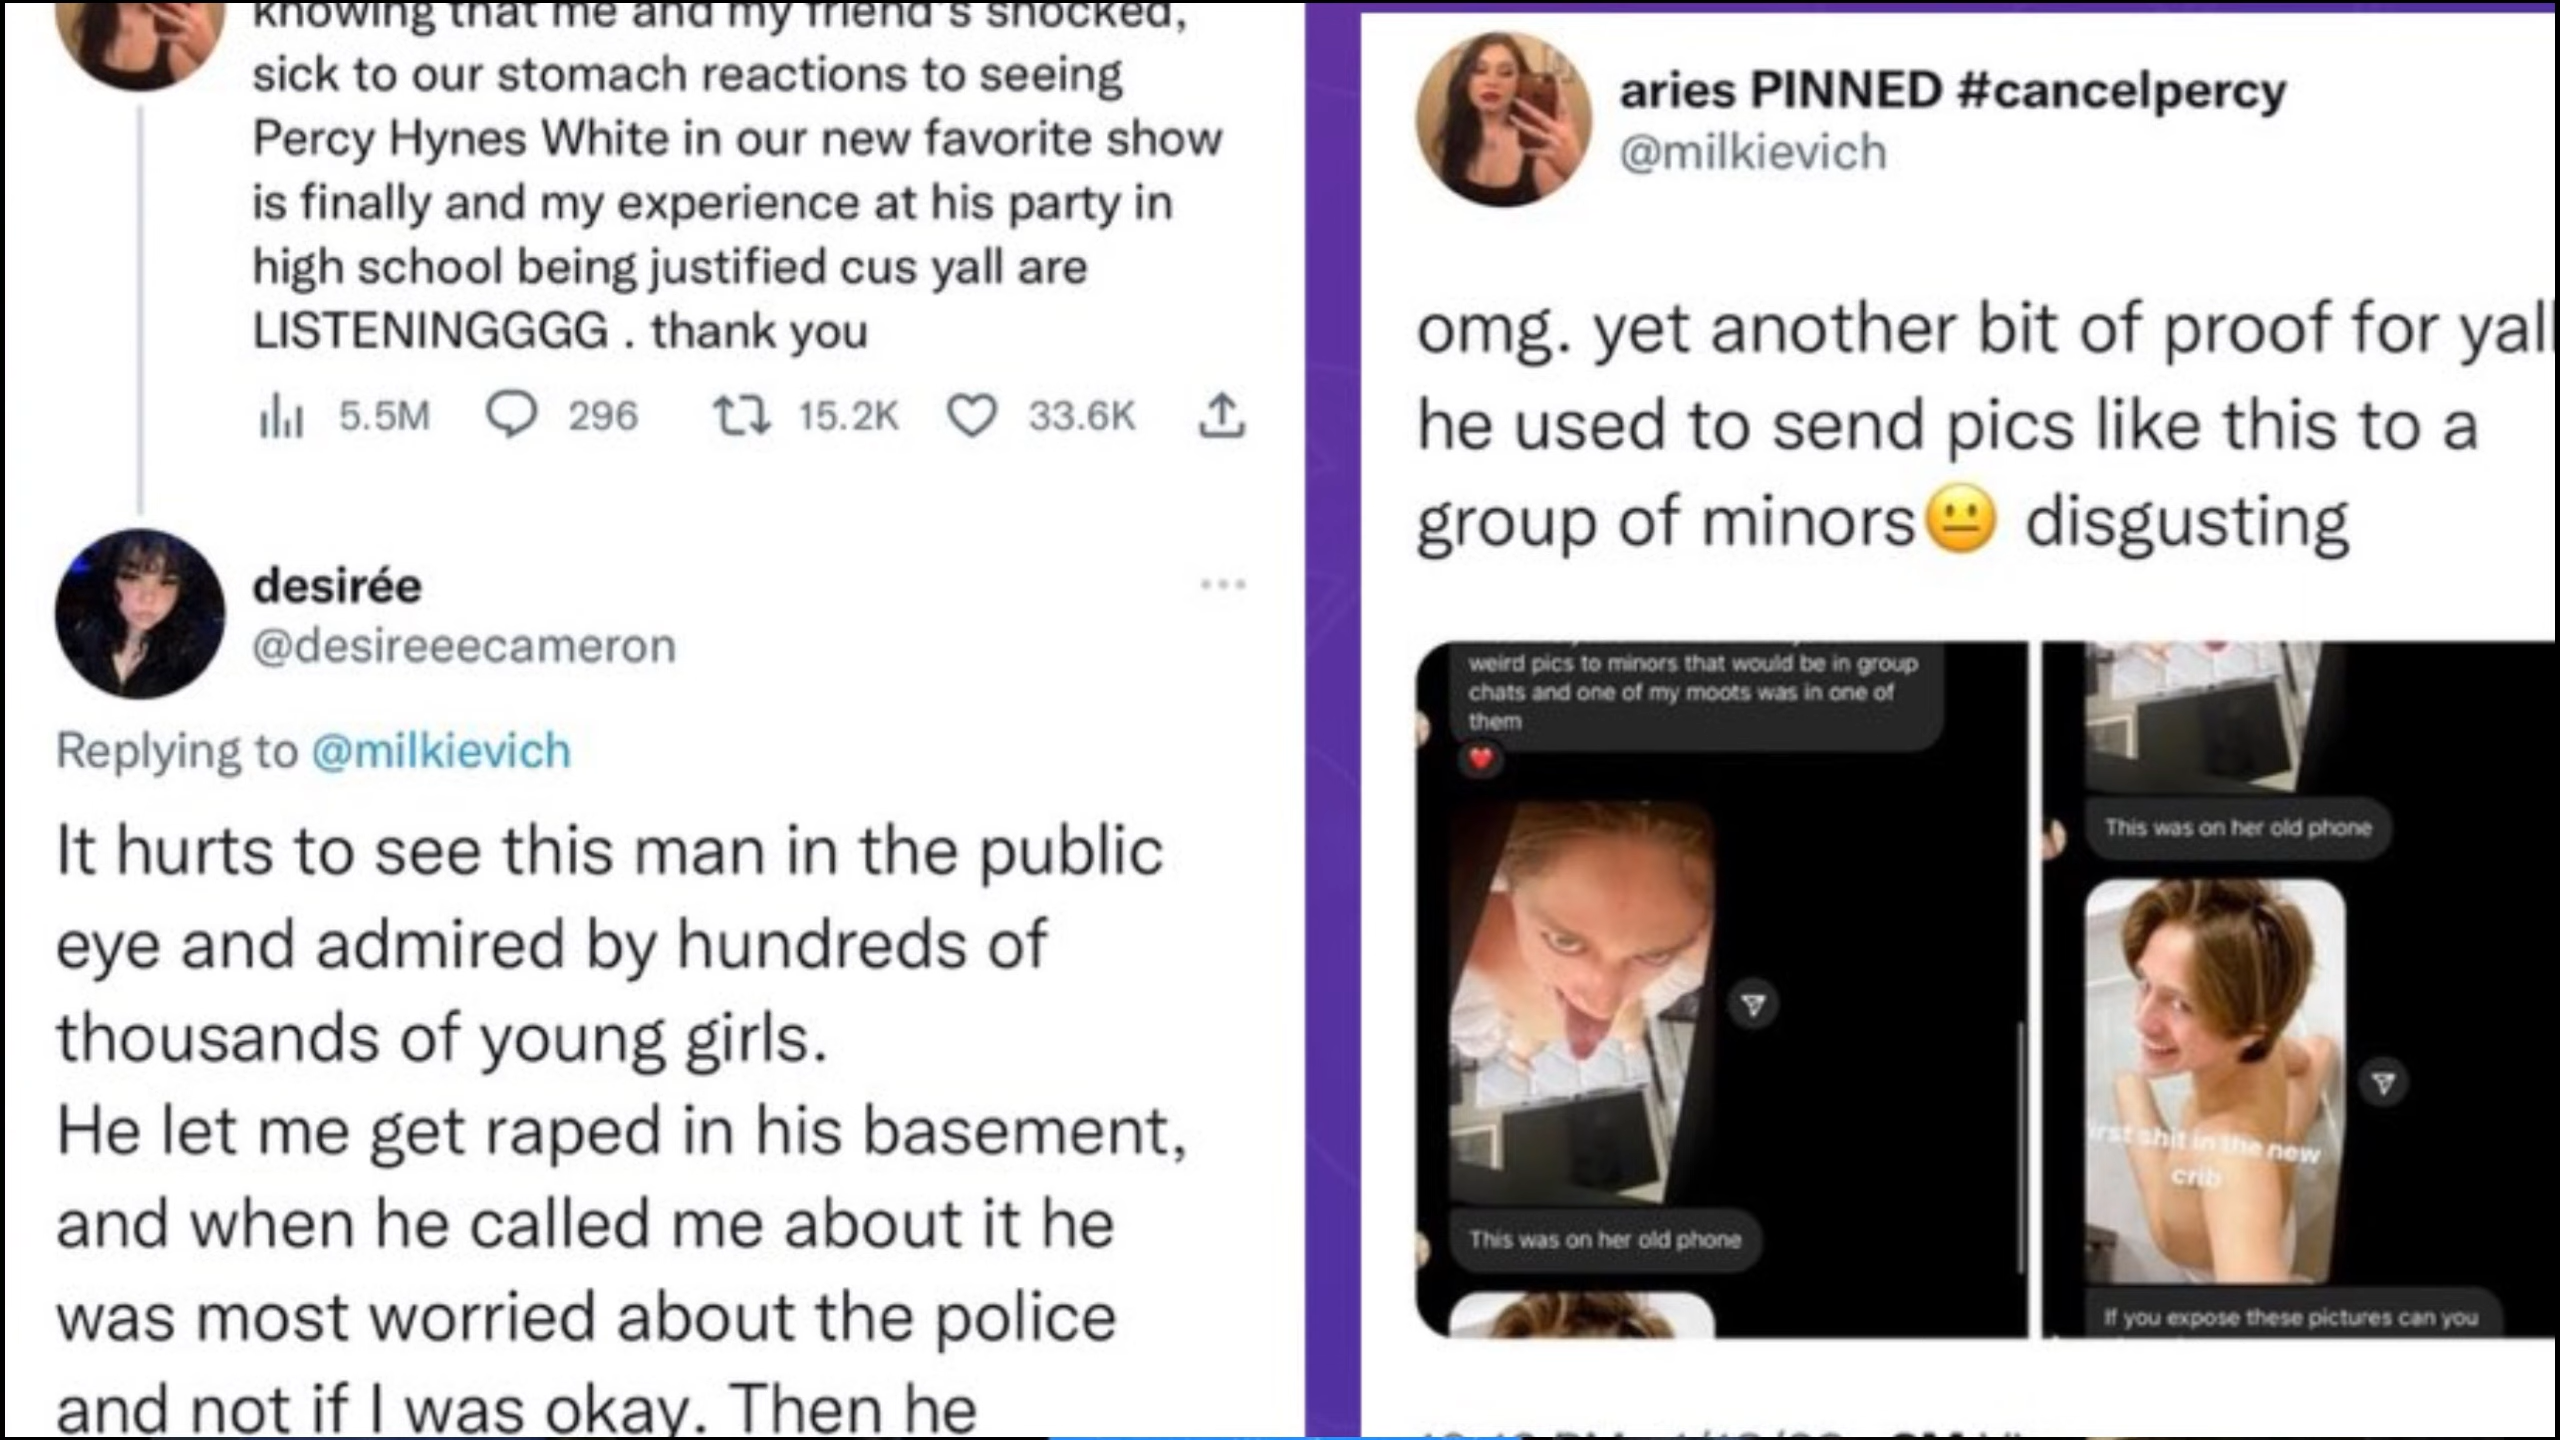 knowing that me and my friend's shocked,
sick to our stomach reactions to seeing
Percy Hynes White in our new favorite show
is finally and my experience at his party in
high school being justified cus yall are
LISTENINGGGG . thank you
5.5M 296 15.2K 33.6K
desirée
@desireeecameron
Replying to @milkievich
It hurts to see this man in the public
eye and admired by hundreds of
thousands of young girls.
He let me get raped in his basement,
and when he called me about it he
was most worried about the police
and not if I was okay. Then he
aries PINNED #cancelpercy
@milkievich
omg. yet another bit of proof for yall
he used to send pics like this to a
group of minors😐 disgusting
weird pics to minors that would be in group
chats and one of my moots was in one of
them
This was on her old phone
This was on her old phone
shit in the new
crib
If you expose these pictures can you